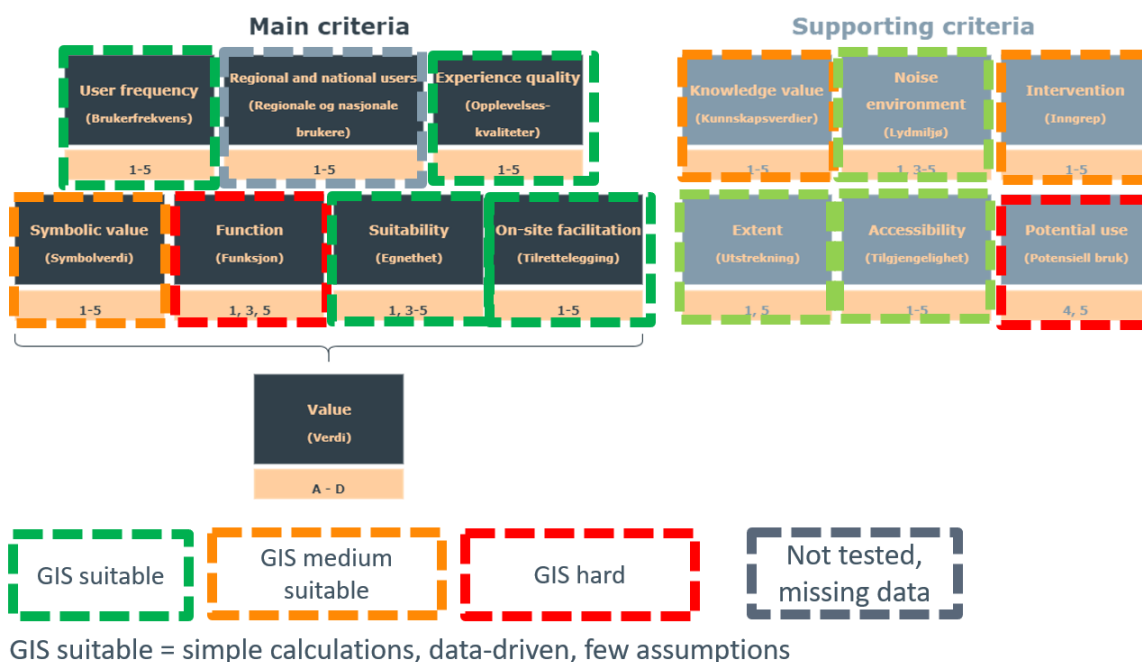 Main criteria
Supporting criteria
User frequency
(Brukerfrekvens)
1-5
Regional and national users
(Regionale og nasjonale
brukere)
1-5
Experience quality
(Opplevelses-
kvaliteter)
1-5
Knowledge value
(Kunnskapsverdier)
1-5
Noise
environment
(Lydmiljø)
1, 3-5
Intervention
(Inngrep)
1-5
Symbolic value
(Symbolverdi)
1-5
Function
(Funksjon)
1, 3, 5
Suitability
(Egnethet)
1, 3-5
On-site facilitation
(Tilrettelegging)
1-5
Extent
(Utstrekning)
1, 5
Accessibility
(Tilgjengelighet)
1-5
Potential use
(Potensiell bruk)
4, 5
Value
(Verdi)
A - D
GIS suitable
GIS medium
suitable
GIS hard
Not tested,
missing data
GIS suitable = simple calculations, data-driven, few assumptions